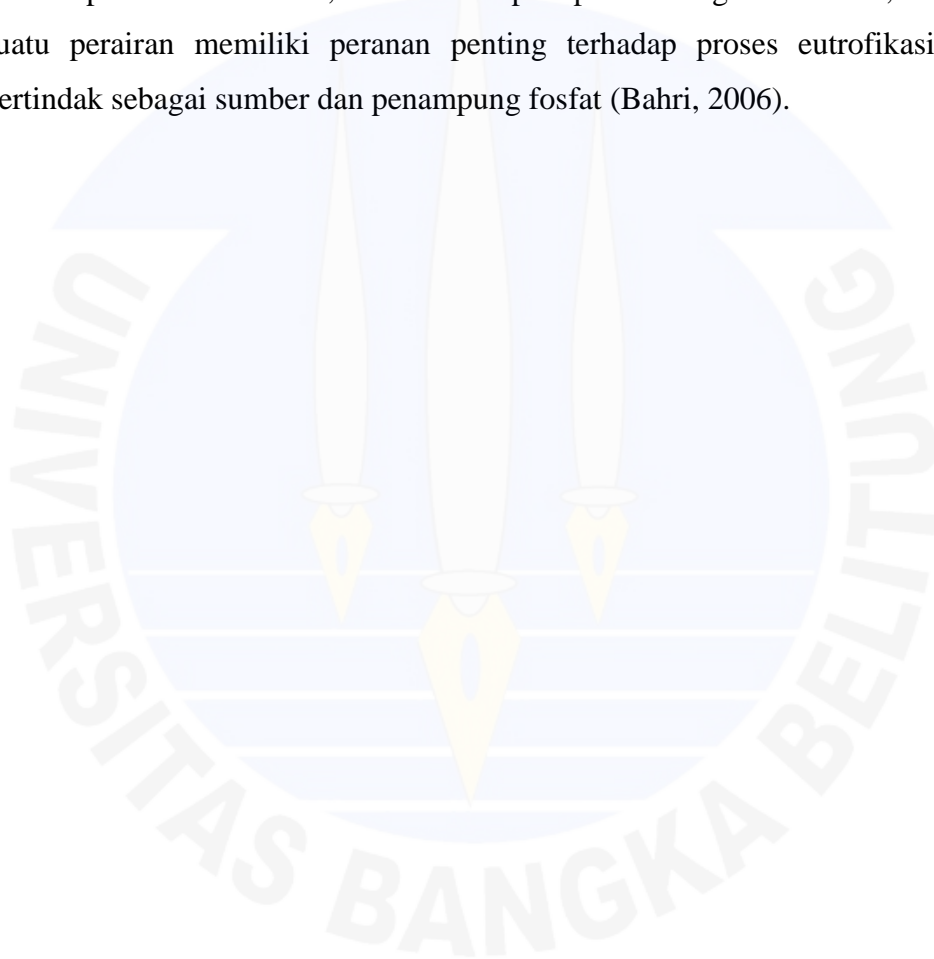 uatu perairan memiliki peranan penting terhadap proses eutrofikasi
ertindak sebagai sumber dan penampung fosfat (Bahri, 2006).
UNIVERSITAS BANGKA BELITUNG